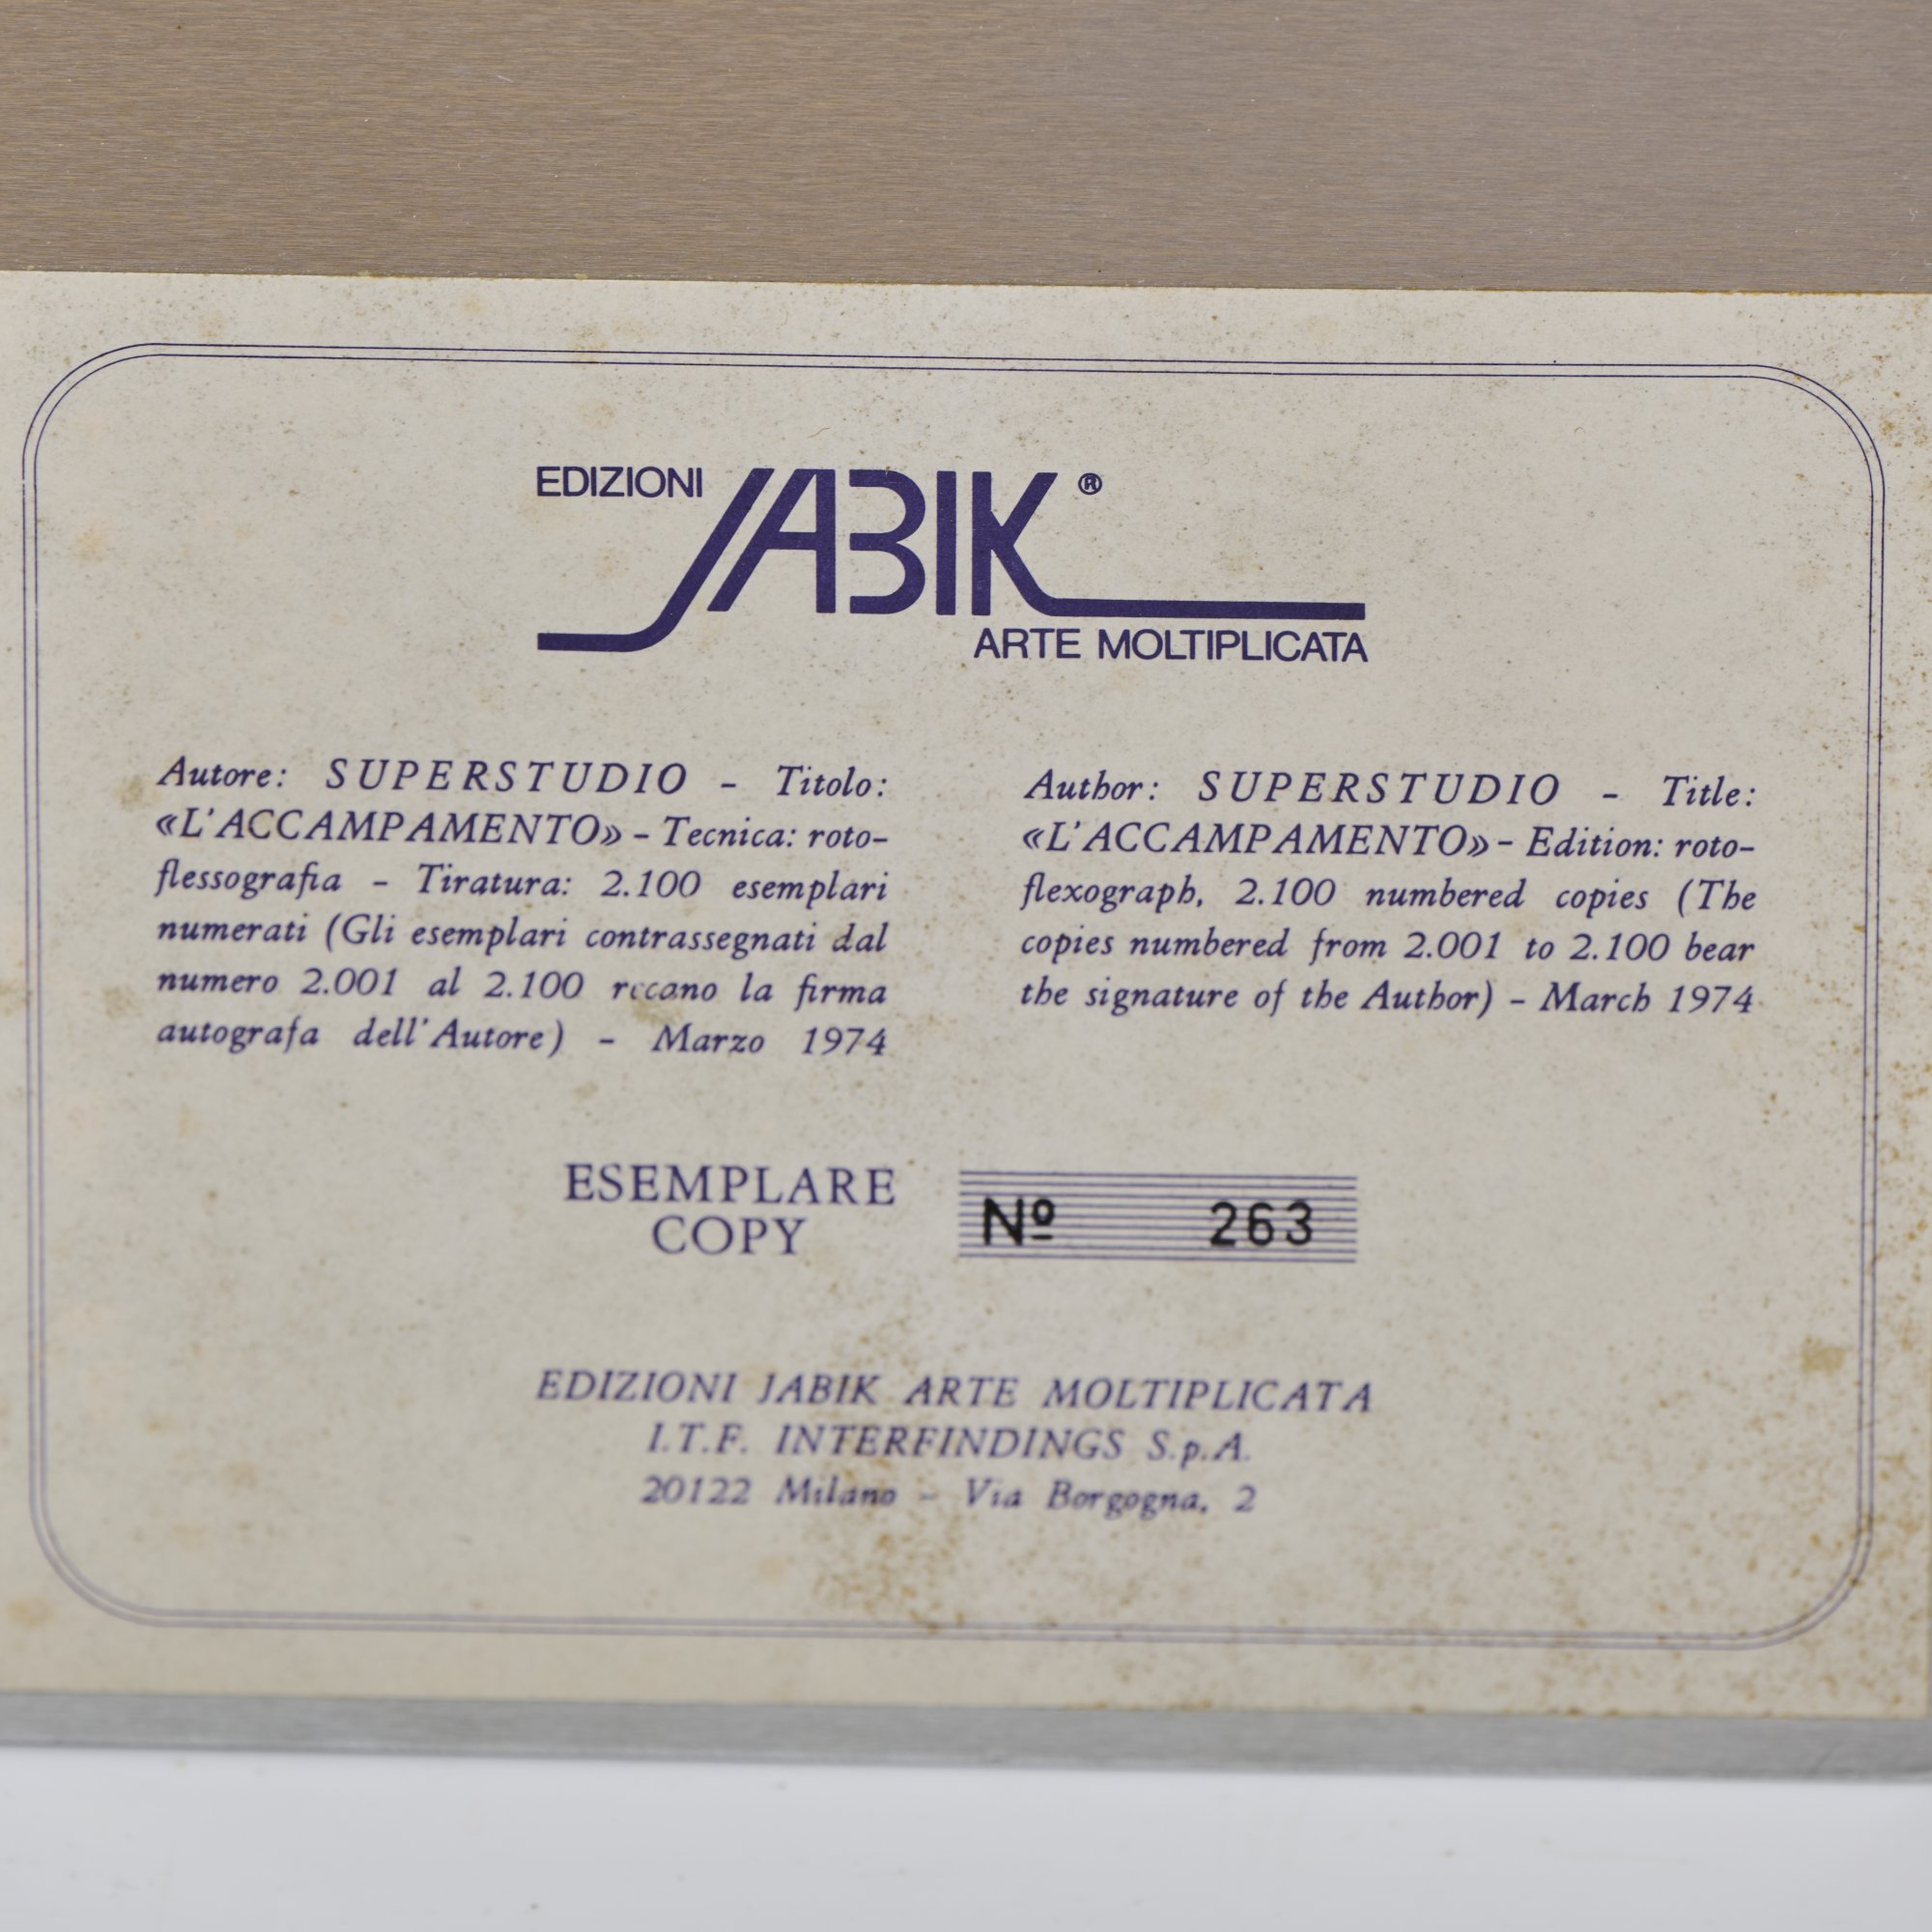 EDIZIONI JABIK ®
ARTE MOLTIPLICATA
Autore: SUPERSTUDIO - Titolo:
«L'ACCAMPAMENTO» - Tecnica: roto-
flessografia - Tiratura: 2.100 esemplari
numerati (Gli esemplari contrassegnati dal
numero 2.001 al 2.100 recano la firma
autografa dell'Autore) - Marzo 1974
Author: SUPERSTUDIO - Title:
«L'ACCAMPAMENTO» - Edition: roto-
flexograph, 2.100 numbered copies (The
copies numbered from 2.001 to 2.100 bear
the signature of the Author) - March 1974
ESEMPLARE
COPY
Nº 263
EDIZIONI JABIK ARTE MOLTIPLICATA
I.T.F. INTERFINDINGS S.p.A.
20122 Milano - Via Borgogna, 2